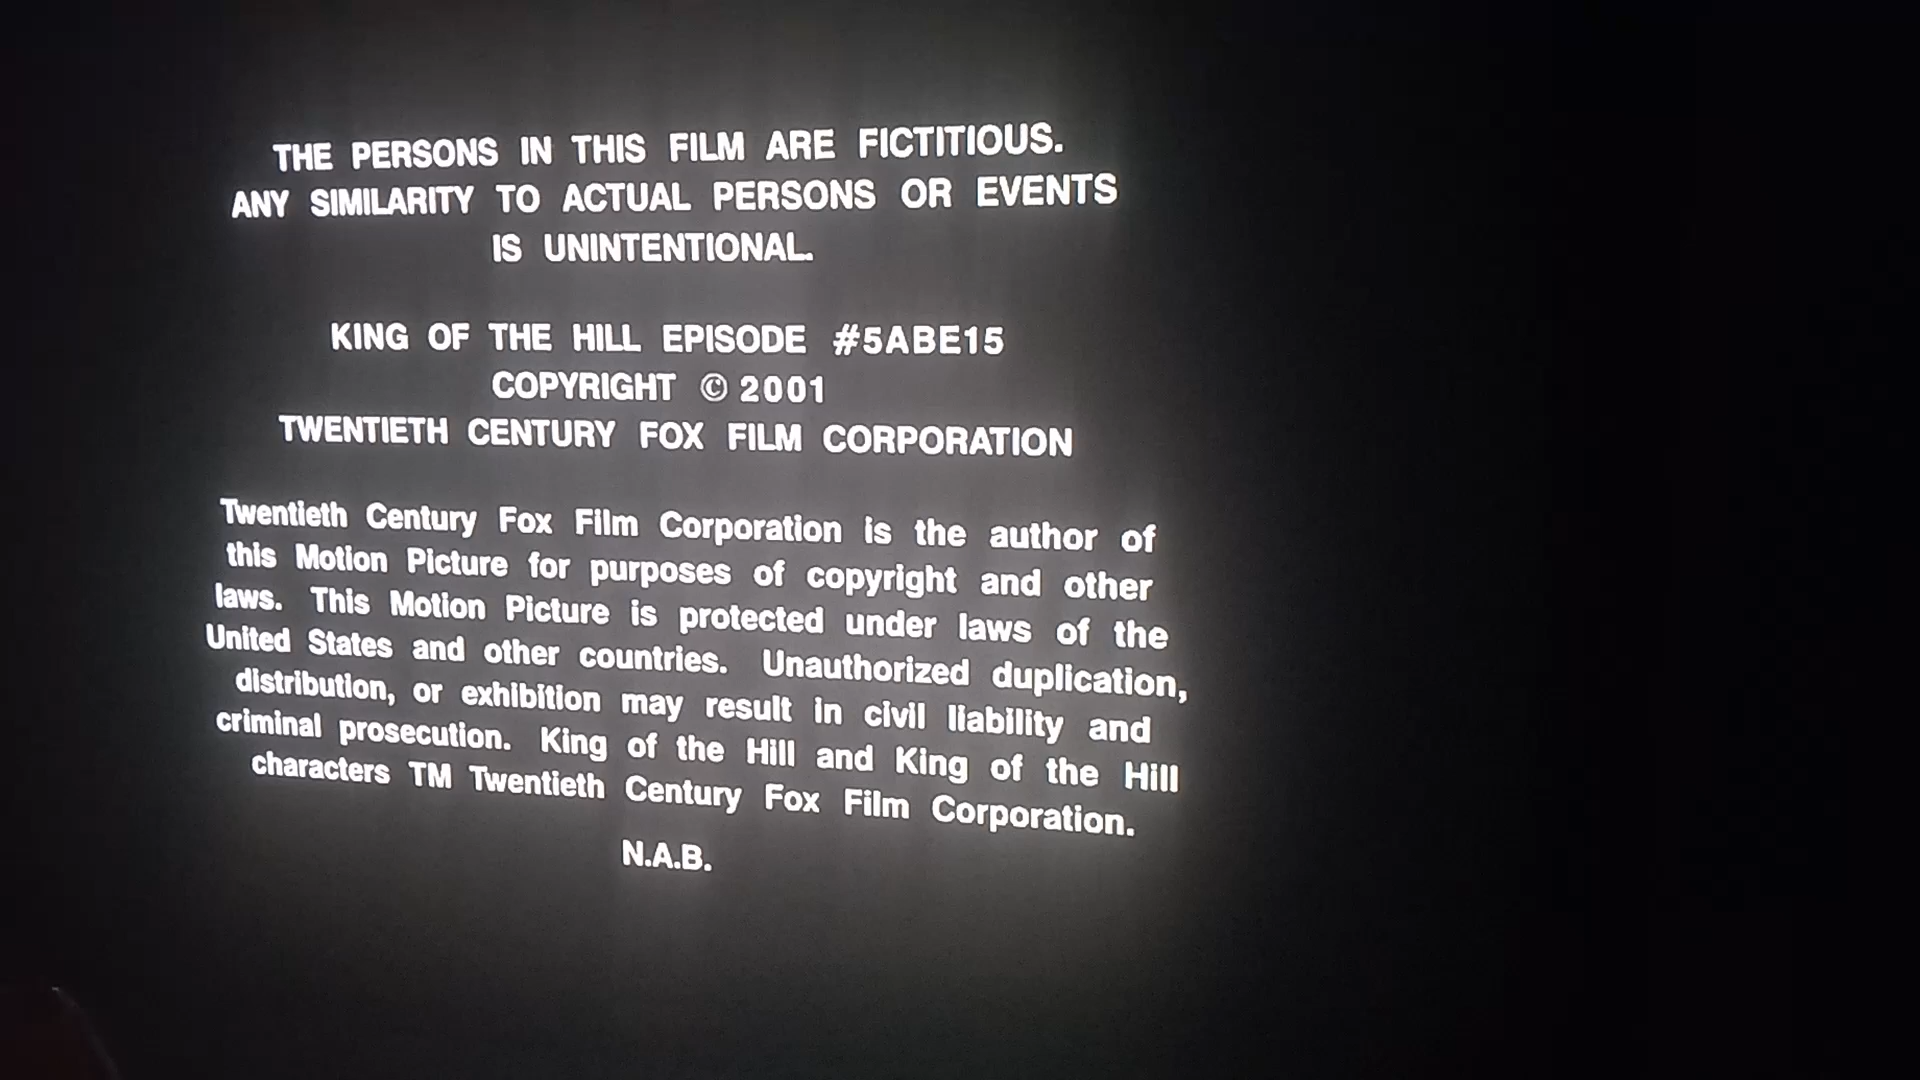 THE PERSONS IN THIS FILM ARE FICTITIOUS.
ANY SIMILARITY TO ACTUAL PERSONS OR EVENTS
IS UNINTENTIONAL.
KING OF THE HILL EPISODE #5ABE15
COPYRIGHT © 2001
TWENTIETH CENTURY FOX FILM CORPORATION
Twentieth Century Fox Film Corporation is the author of
this Motion Picture for purposes of copyright and other
laws. This Motion Picture is protected under laws of the
United States and other countries. Unauthorized duplication,
distribution, or exhibition may result in civil liability and
criminal prosecution. King of the Hill and King of the Hill
characters TM Twentieth Century Fox Film Corporation.
N.A.B.